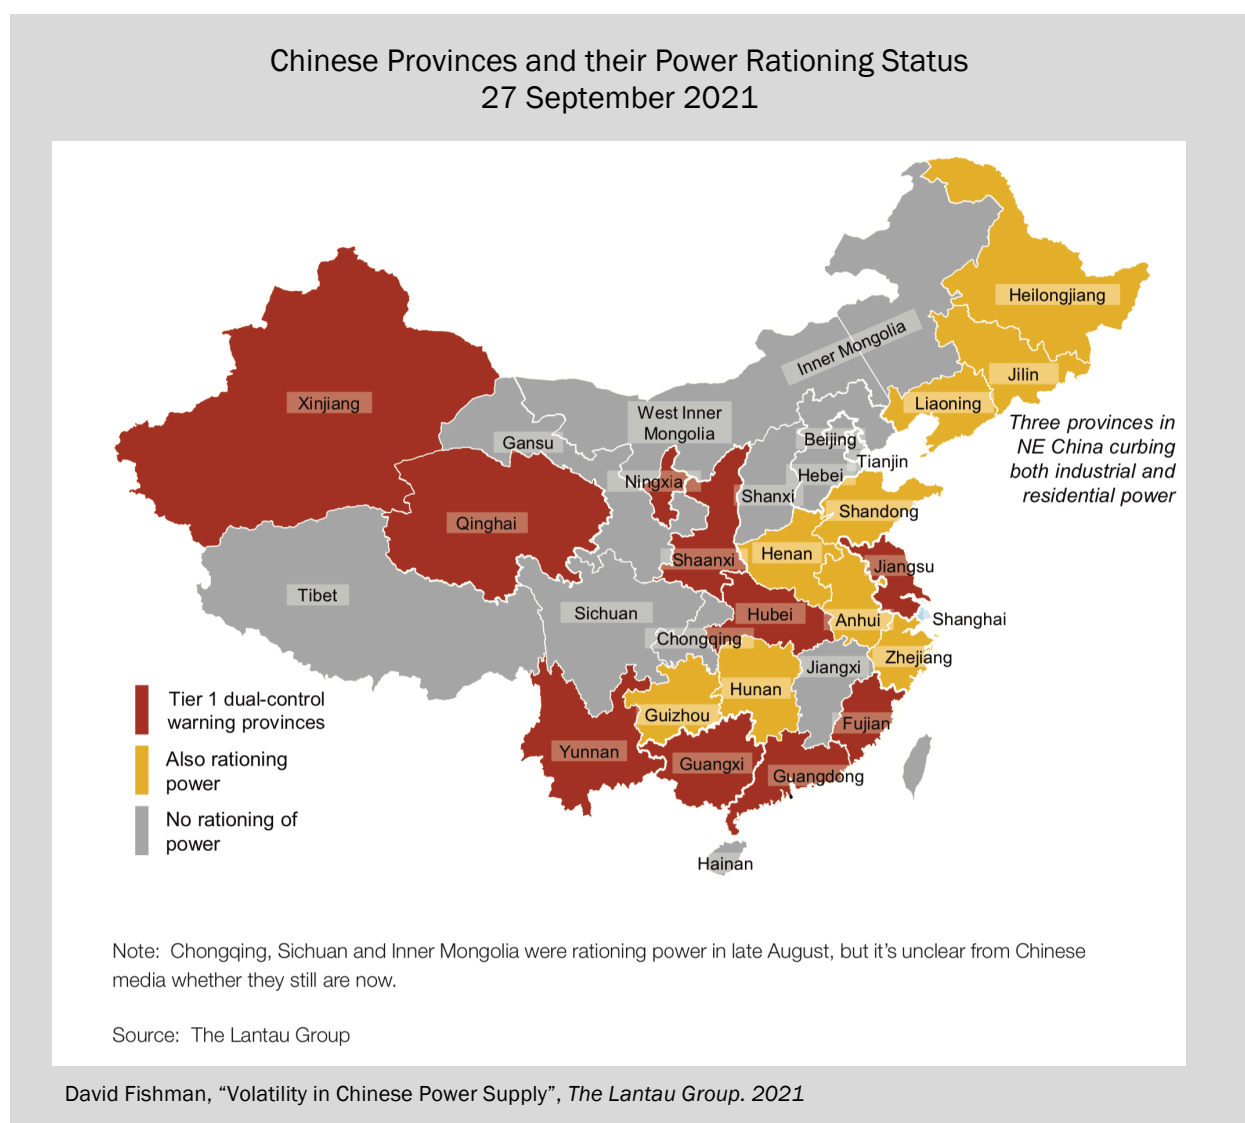 Chinese Provinces and their Power Rationing Status
27 September 2021
Heilongjiang
Inner Mongolia
Jilin
Xinjiang
Liaoning
West Inner
Mongolia
Three provinces in
NE China curbing
both industrial and
residential power
Gansu
Beijing
Tianjin
Ningxia
Hebei
Shanxi
Qinghai
Shandong
Shaanxi
Henan
Jiangsu
Tibet
Sichuan
Hubei
Anhui
Shanghai
Chongqing
Jiangxi
Zhejiang
Hunan
Guizhou
Fujian
Yunnan
Guangxi
Guangdong
Hainan
Tier 1 dual-control
warning provinces
Also rationing
power
No rationing of
power
Note: Chongqing, Sichuan and Inner Mongolia were rationing power in late August, but it's unclear from Chinese
media whether they still are now.
Source: The Lantau Group
David Fishman, “Volatility in Chinese Power Supply”, The Lantau Group. 2021